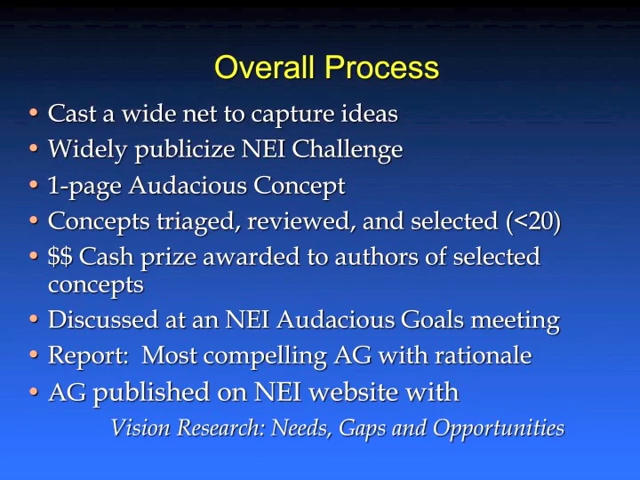 Overall Process
• Cast a wide net to capture ideas
• Widely publicize NEI Challenge
• 1-page Audacious Concept
• Concepts triaged, reviewed, and selected (<20)
• $$ Cash prize awarded to authors of selected
concepts
• Discussed at an NEI Audacious Goals meeting
• Report:  Most compelling AG with rationale
• AG published on NEI website with
Vision Research: Needs, Gaps and Opportunities